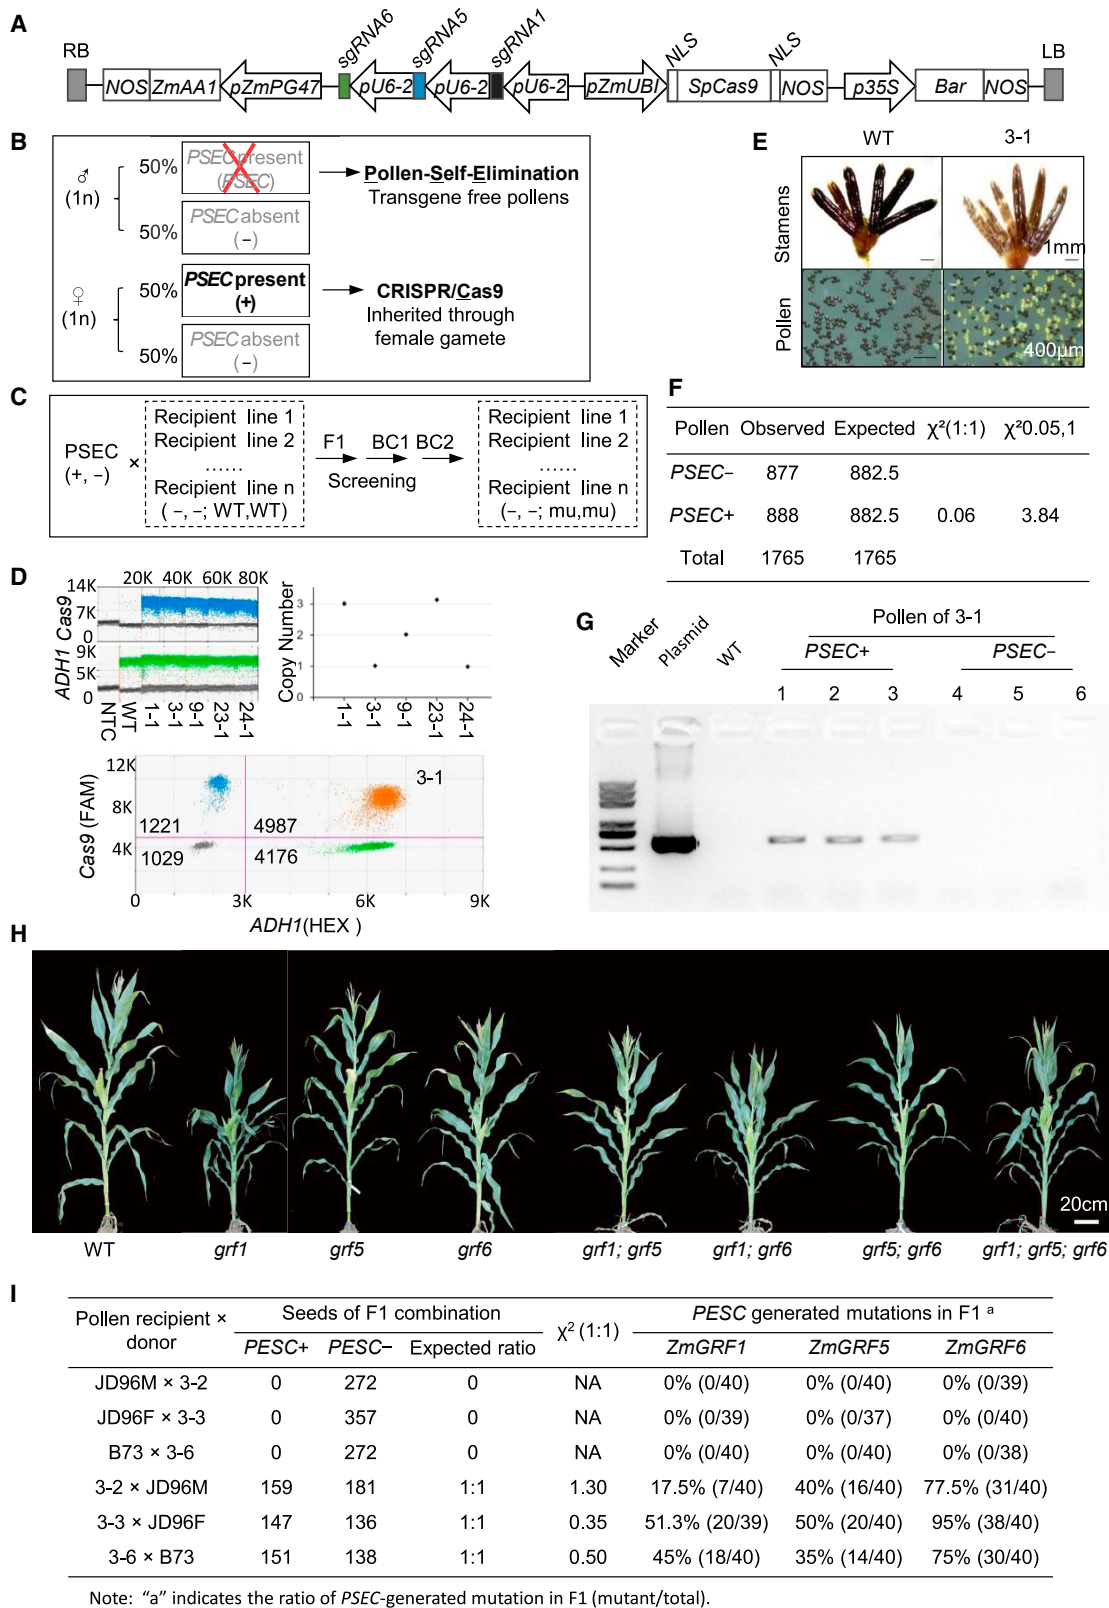 A
RB
NOS
ZmAA1
pZmPG47
sgRNA6
pU6-2
sgRNA5
pU6-2
sgRNA1
pU6-2
pZmUBI
NLS
SpCas9
NLS
NOS
p35S
Bar
NOS
LB
B
♂
(1n)
50%
PSEC present
(PSEC)
Pollen-Self-Elimination
Transgene free pollens
50%
PSEC absent
(−)
♀
(1n)
50%
PSEC present
(+)
CRISPR/Cas9
Inherited through
female gamete
50%
PSEC absent
(−)
C
PSEC
(+, −)
×
Recipient line 1
Recipient line 2
......
Recipient line n
( −, −; WT,WT)
F1
BC1 BC2
Screening
Recipient line 1
Recipient line 2
......
Recipient line n
(−, −; mu,mu)
D
20K 40K 60K 80K
14K
7K
0
9K
5K
0
ADH1 Cas9
NTC
WT
1-1
3-1
9-1
23-1
24-1
Copy Number
3
2
1
0
1-1
3-1
9-1
23-1
24-1
12K
8K
4K
Cas9 (FAM)
3-1
1221 4987
1029 4176
0 3K 6K 9K
ADH1(HEX )
E
WT 3-1
Stamens
1mm
Pollen
400μm
F
Pollen Observed Expected χ²(1:1) χ²0.05,1
PSEC− 877 882.5
PSEC+ 888 882.5 0.06 3.84
Total 1765 1765
G
Marker
Plasmid
WT
Pollen of 3-1
PSEC+ PSEC−
1 2 3 4 5 6
H
20cm
WT grf1 grf5 grf6 grf1; grf5 grf1; grf6 grf5; grf6 grf1; grf5; grf6
I
Pollen recipient × donor
Seeds of F1 combination
χ² (1:1)
PESC generated mutations in F1 a
PESC+ PESC− Expected ratio ZmGRF1 ZmGRF5 ZmGRF6
JD96M × 3-2 0 272 0 NA 0% (0/40) 0% (0/40) 0% (0/39)
JD96F × 3-3 0 357 0 NA 0% (0/39) 0% (0/37) 0% (0/40)
B73 × 3-6 0 272 0 NA 0% (0/40) 0% (0/40) 0% (0/38)
3-2 × JD96M 159 181 1:1 1.30 17.5% (7/40) 40% (16/40) 77.5% (31/40)
3-3 × JD96F 147 136 1:1 0.35 51.3% (20/39) 50% (20/40) 95% (38/40)
3-6 × B73 151 138 1:1 0.50 45% (18/40) 35% (14/40) 75% (30/40)
Note: “a” indicates the ratio of PSEC-generated mutation in F1 (mutant/total).